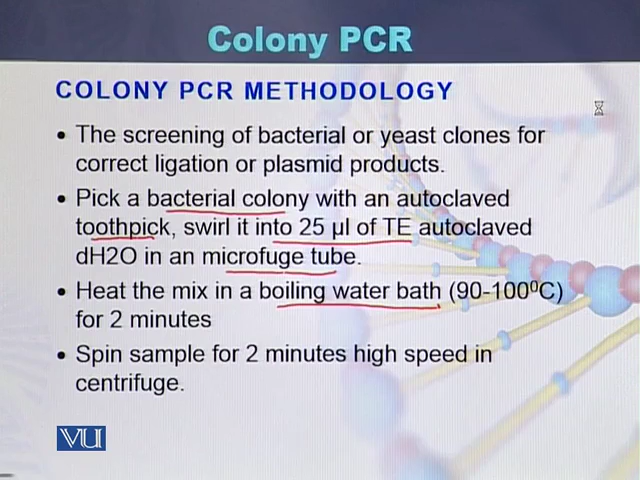 Colony PCR
COLONY PCR METHODOLOGY
• The screening of bacterial or yeast clones for
correct ligation or plasmid products.
• Pick a bacterial colony with an autoclaved
toothpick, swirl it into 25 µl of TE autoclaved
dH2O in an microfuge tube.
• Heat the mix in a boiling water bath (90-100⁰C)
for 2 minutes
• Spin sample for 2 minutes high speed in
centrifuge.
VU